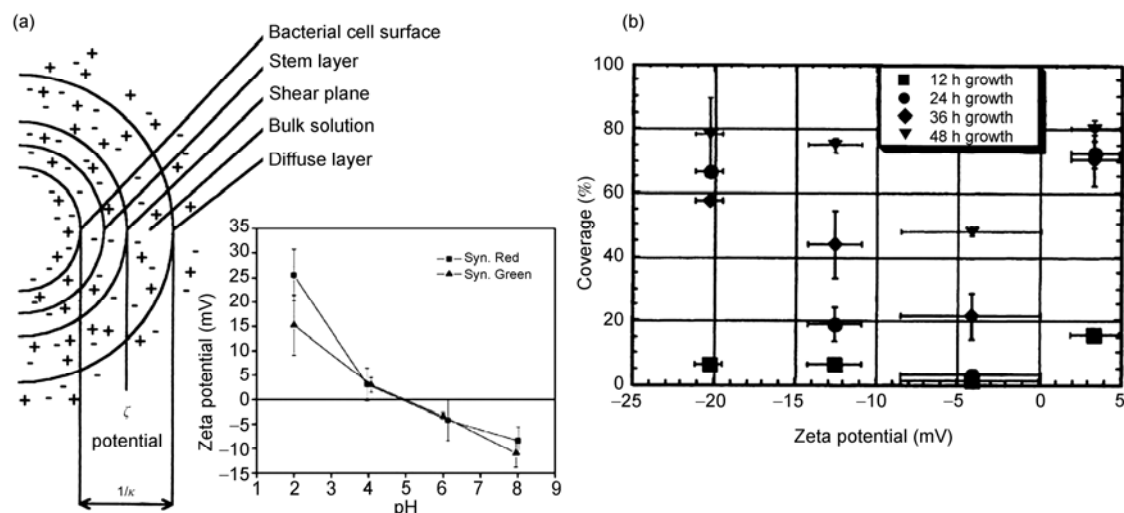 (a)
Bacterial cell surface
Stem layer
Shear plane
Bulk solution
Diffuse layer
ζ
potential
1/κ
35
30
25
20
15
10
5
0
−5
−10
−15
Zeta potential (mV)
Syn. Red
Syn. Green
1 2 3 4 5 6 7 8 9
pH
(b)
100
80
60
40
20
0
Coverage (%)
12 h growth
24 h growth
36 h growth
48 h growth
−25 −20 −15 −10 −5 0 5
Zeta potential (mV)